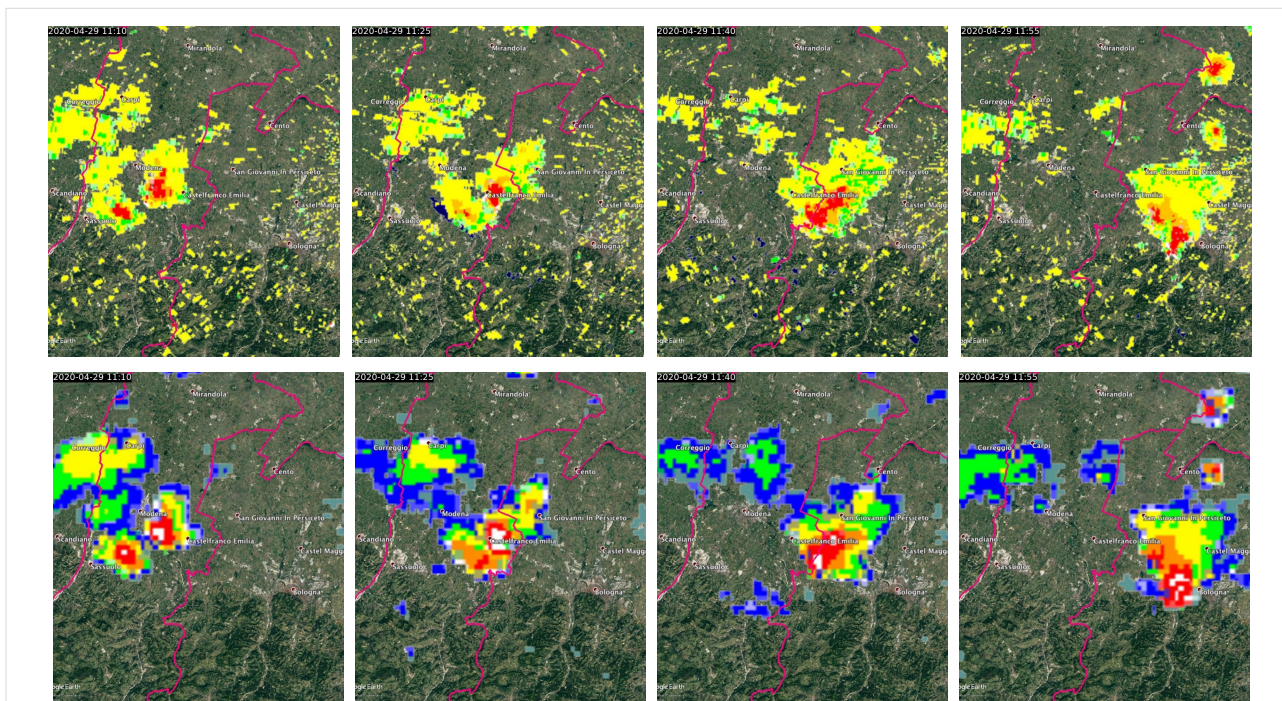 2020-04-29 11:10
Mirandola
Correggio
Carpi
Cento
Modena
San Giovanni In Persiceto
Scandiano
Castelfranco Emilia
Castel Magg
Sassuolo
Bologna
ogleEarth
2020-04-29 11:25
Mirandola
Correggio
Carpi
Cento
Modena
San Giovanni In Persiceto
Scandiano
Castelfranco Emilia
Castel Magg
Sassuolo
Bologna
ogleEarth
2020-04-29 11:40
Mirandola
Correggio
Carpi
Cento
Modena
San Giovanni In Persiceto
Scandiano
Castelfranco Emilia
Castel Magg
Sassuolo
Bologna
ogleEarth
2020-04-29 11:55
Mirandola
Correggio
Carpi
Cento
Modena
San Giovanni In Persiceto
Scandiano
Castelfranco Emilia
Castel Magg
Sassuolo
Bologna
ogleEarth
2020-04-29 11:10
Mirandola
Correggio
Carpi
Cento
Modena
San Giovanni In Persiceto
Scandiano
Castelfranco Emilia
Castel Magg
Sassuolo
Bologna
ogleEarth
2020-04-29 11:25
Mirandola
Correggio
Carpi
Cento
Modena
San Giovanni In Persiceto
Scandiano
Castelfranco Emilia
Castel Magg
Sassuolo
Bologna
ogleEarth
2020-04-29 11:40
Mirandola
Correggio
Carpi
Cento
Modena
San Giovanni In Persiceto
Scandiano
Castelfranco Emilia
Castel Magg
Sassuolo
Bologna
ogleEarth
2020-04-29 11:55
Mirandola
Correggio
Carpi
Cento
Modena
San Giovanni In Persiceto
Scandiano
Castelfranco Emilia
Castel Magg
Sassuolo
Bologna
ogleEarth